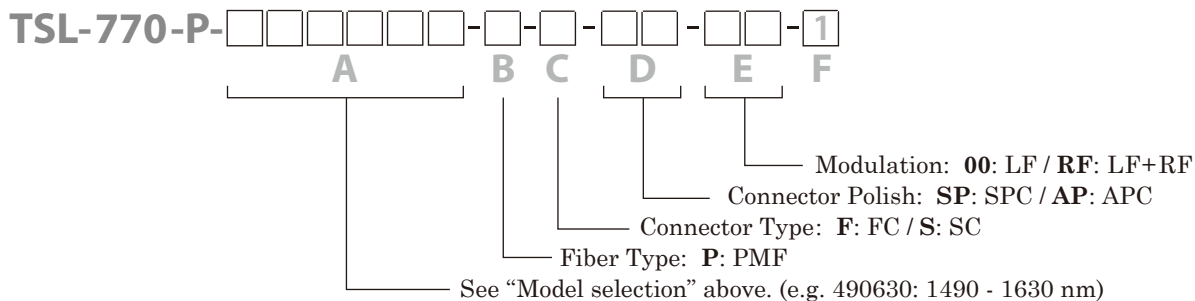 TSL-770-P-□□□□□□-□-□-□□-□□-1
A B C D E F
Modulation: 00: LF / RF: LF+RF
Connector Polish: SP: SPC / AP: APC
Connector Type: F: FC / S: SC
Fiber Type: P: PMF
See “Model selection” above. (e.g. 490630: 1490 - 1630 nm)